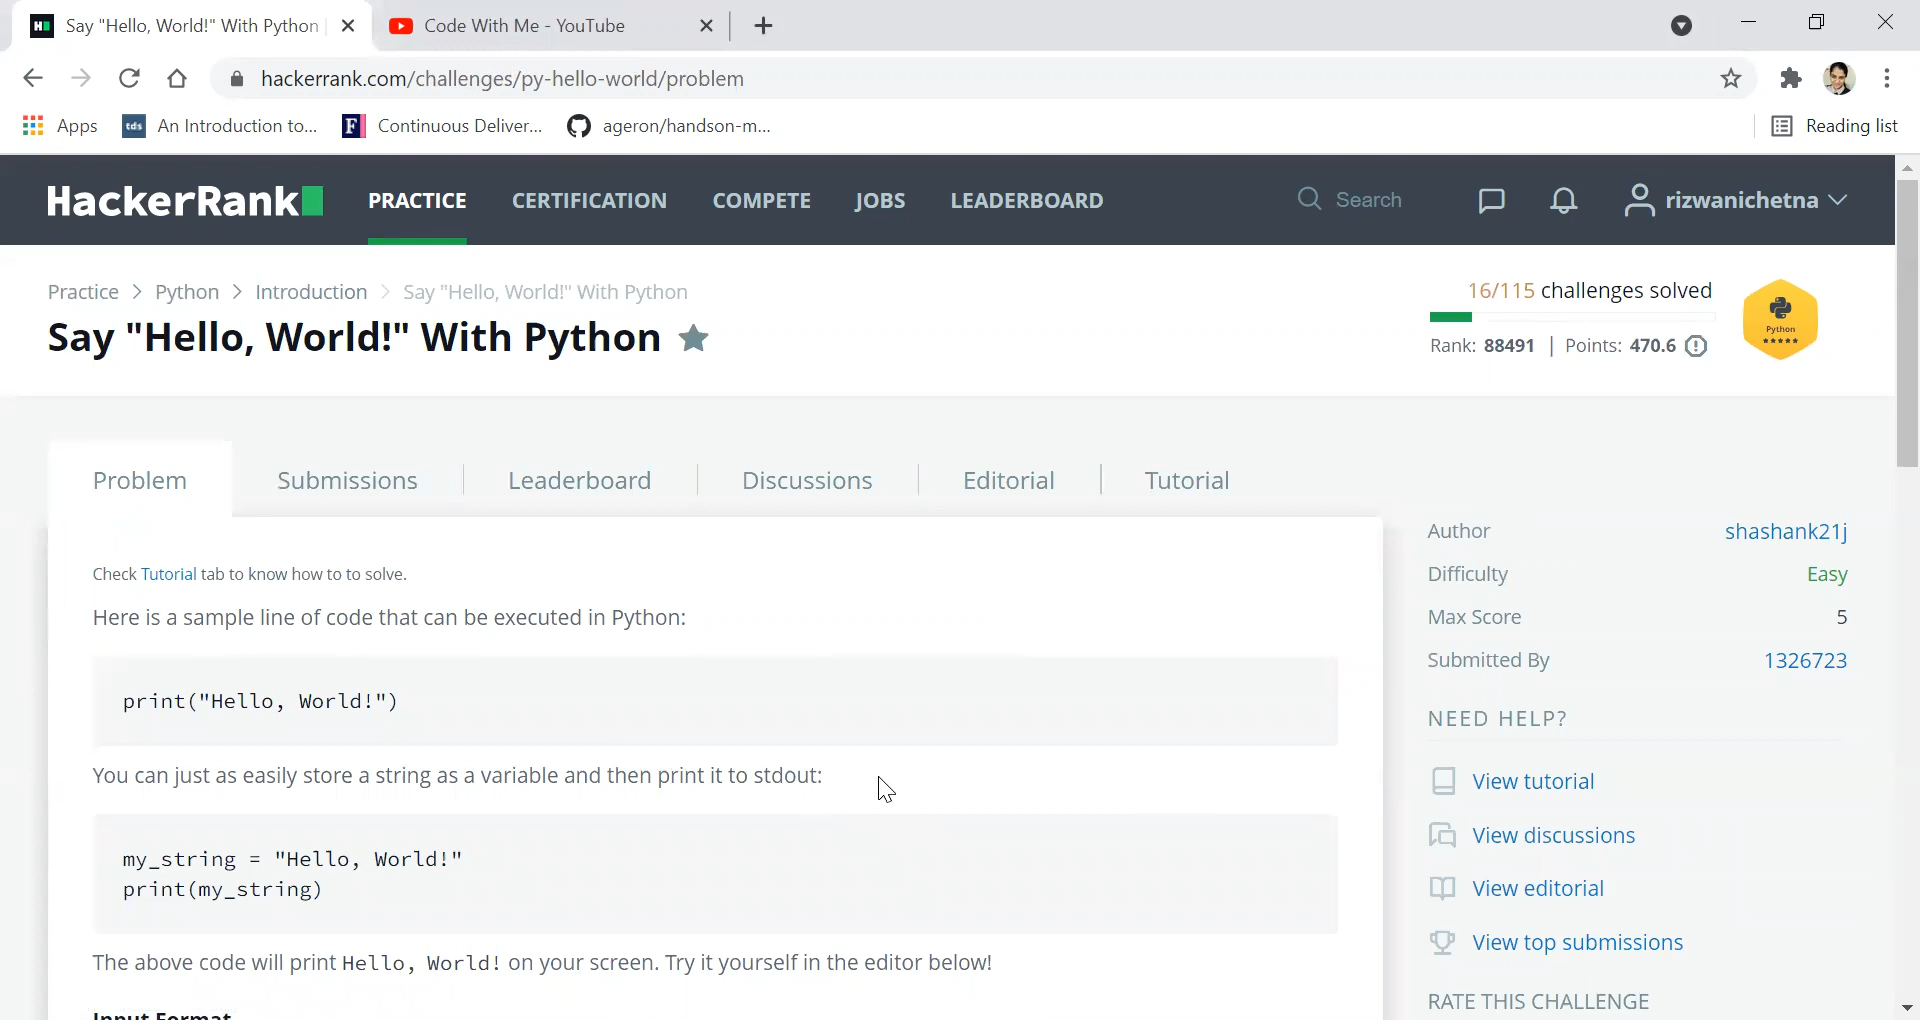 Say "Hello, World!" With Python
Code With Me - YouTube
hackerrank.com/challenges/py-hello-world/problem
Apps
tds
An Introduction to...
F
Continuous Deliver...
ageron/handson-m...
Reading list
HackerRank
PRACTICE
CERTIFICATION
COMPETE
JOBS
LEADERBOARD
Search
rizwanichetna
Practice > Python > Introduction > Say "Hello, World!" With Python
Say "Hello, World!" With Python
16/115 challenges solved
Rank: 88491 | Points: 470.6
Python
Problem
Submissions
Leaderboard
Discussions
Editorial
Tutorial
Check Tutorial tab to know how to to solve.
Here is a sample line of code that can be executed in Python:
print("Hello, World!")
You can just as easily store a string as a variable and then print it to stdout:
my_string = "Hello, World!"
print(my_string)
The above code will print Hello, World! on your screen. Try it yourself in the editor below!
Input Format
Author shashank21j
Difficulty Easy
Max Score 5
Submitted By 1326723
NEED HELP?
View tutorial
View discussions
View editorial
View top submissions
RATE THIS CHALLENGE